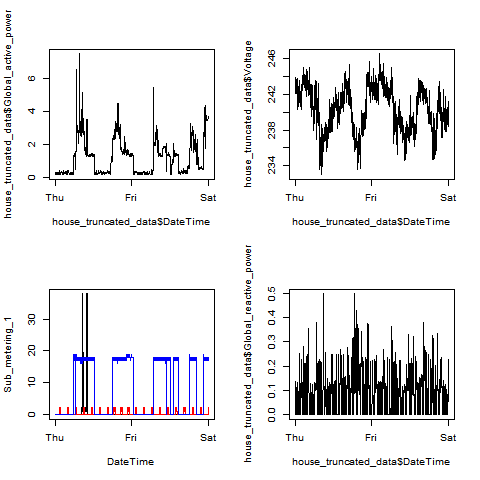 house_truncated_data$Global_active_power
0 2 4 6
Thu Fri Sat
house_truncated_data$DateTime
house_truncated_data$Voltage
234 238 242 246
Thu Fri Sat
house_truncated_data$DateTime
Sub_metering_1
0 10 20 30
Thu Fri Sat
DateTime
house_truncated_data$Global_reactive_power
0.0 0.1 0.2 0.3 0.4 0.5
Thu Fri Sat
house_truncated_data$DateTime